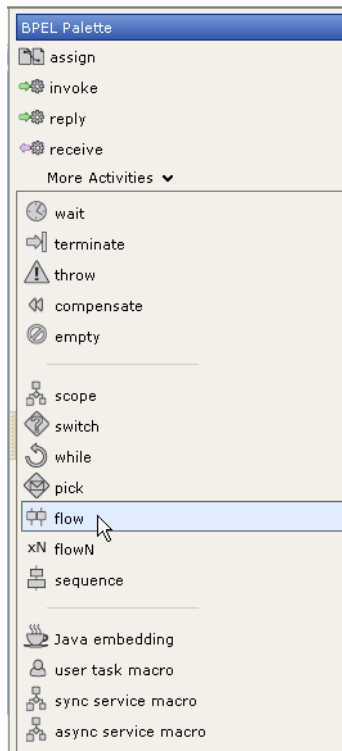 BPEL Palette
assign
invoke
reply
receive
More Activities
wait
terminate
throw
compensate
empty
scope
switch
while
pick
flow
xN flowN
sequence
Java embedding
user task macro
sync service macro
async service macro